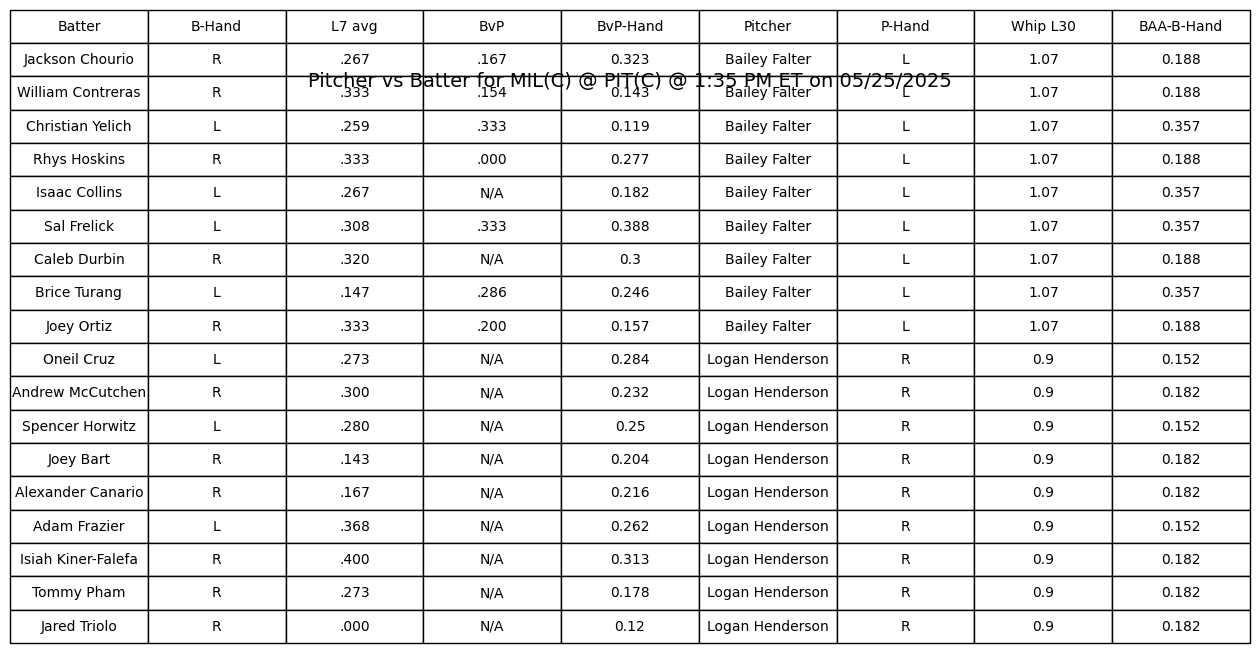 Batter B-Hand L7 avg BvP BvP-Hand Pitcher P-Hand Whip L30 BAA-B-Hand
Jackson Chourio R .267 .167 0.323 Bailey Falter L 1.07 0.188
Pitcher vs Batter for MIL(C) @ PIT(C) @ 1:35 PM ET on 05/25/2025
William Contreras R .333 .154 0.143 Bailey Falter L 1.07 0.188
Christian Yelich L .259 .333 0.119 Bailey Falter L 1.07 0.357
Rhys Hoskins R .333 .000 0.277 Bailey Falter L 1.07 0.188
Isaac Collins L .267 N/A 0.182 Bailey Falter L 1.07 0.357
Sal Frelick L .308 .333 0.388 Bailey Falter L 1.07 0.357
Caleb Durbin R .320 N/A 0.3 Bailey Falter L 1.07 0.188
Brice Turang L .147 .286 0.246 Bailey Falter L 1.07 0.357
Joey Ortiz R .333 .200 0.157 Bailey Falter L 1.07 0.188
Oneil Cruz L .273 N/A 0.284 Logan Henderson R 0.9 0.152
Andrew McCutchen R .300 N/A 0.232 Logan Henderson R 0.9 0.182
Spencer Horwitz L .280 N/A 0.25 Logan Henderson R 0.9 0.152
Joey Bart R .143 N/A 0.204 Logan Henderson R 0.9 0.182
Alexander Canario R .167 N/A 0.216 Logan Henderson R 0.9 0.182
Adam Frazier L .368 N/A 0.262 Logan Henderson R 0.9 0.152
Isiah Kiner-Falefa R .400 N/A 0.313 Logan Henderson R 0.9 0.182
Tommy Pham R .273 N/A 0.178 Logan Henderson R 0.9 0.182
Jared Triolo R .000 N/A 0.12 Logan Henderson R 0.9 0.182